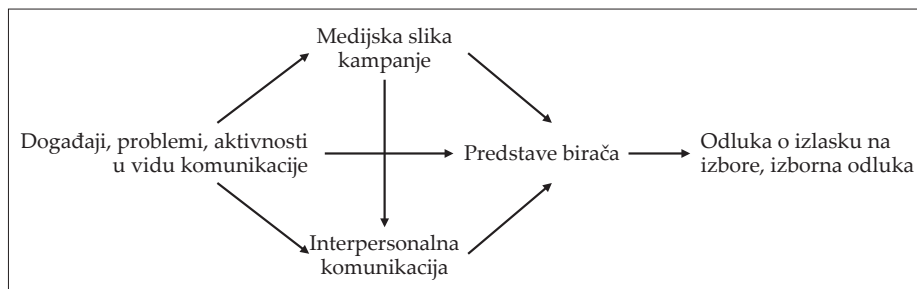 Medijska slika
kampanje
Događaji, problemi, aktivnosti
u vidu komunikacije
Predstave birača
Odluka o izlasku na
izbore, izborna odluka
Interpersonalna
komunikacija